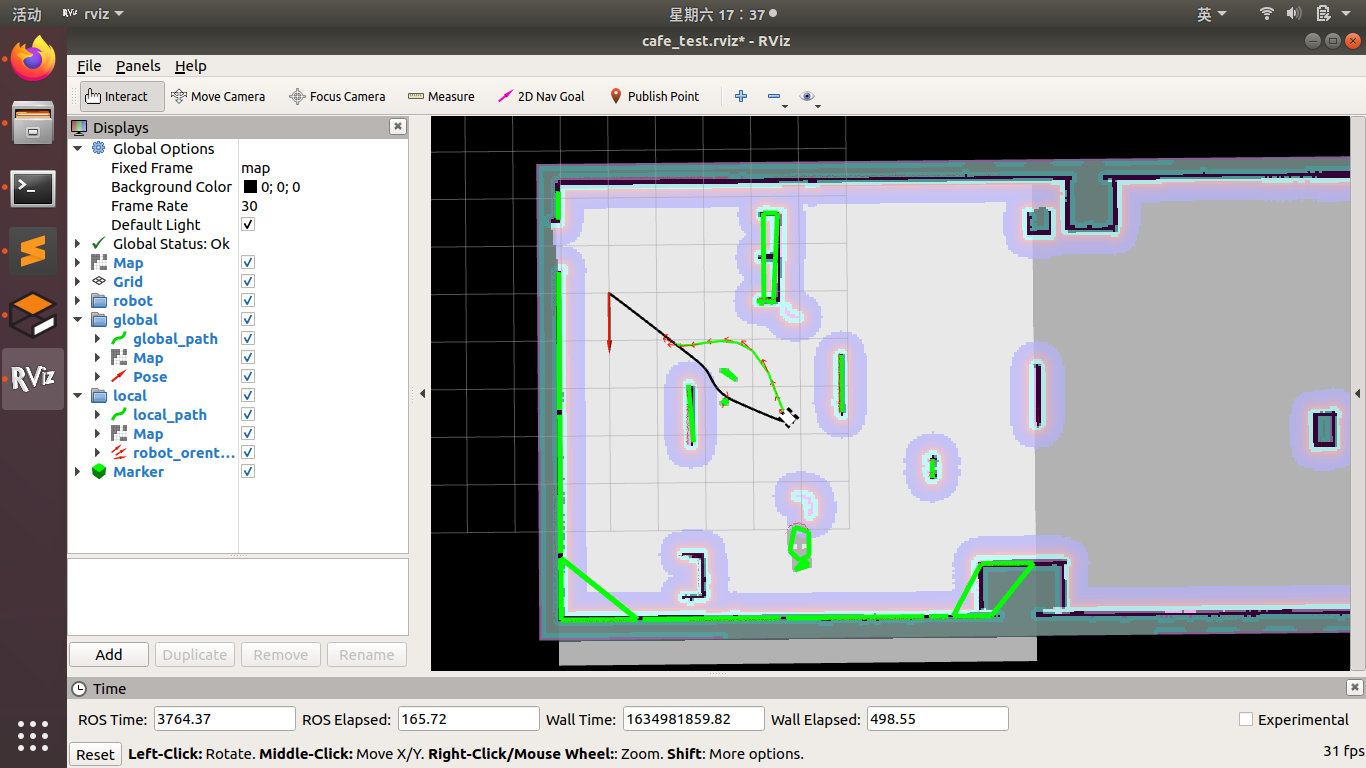 活动 RViz rviz 星期六 17：37 英
cafe_test.rviz* - RViz
File Panels Help
Interact Move Camera Focus Camera Measure 2D Nav Goal Publish Point
Displays
Global Options
Fixed Frame map
Background Color 0; 0; 0
Frame Rate 30
Default Light
Global Status: Ok
Map
Grid
robot
global
global_path
Map
Pose
local
local_path
Map
robot_orent...
Marker
RViz
Add Duplicate Remove Rename
Time
ROS Time: 3764.37 ROS Elapsed: 165.72 Wall Time: 1634981859.82 Wall Elapsed: 498.55 Experimental
Reset Left-Click: Rotate. Middle-Click: Move X/Y. Right-Click/Mouse Wheel:: Zoom. Shift: More options. 31 fps